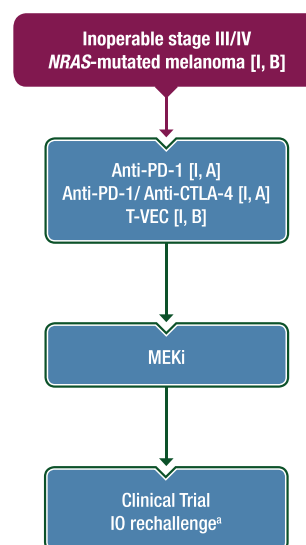 Inoperable stage III/IV
NRAS-mutated melanoma [I, B]
Anti-PD-1 [I, A]
Anti-PD-1/ Anti-CTLA-4 [I, A]
T-VEC [I, B]
MEKi
Clinical Trial
IO rechallengeᵃ